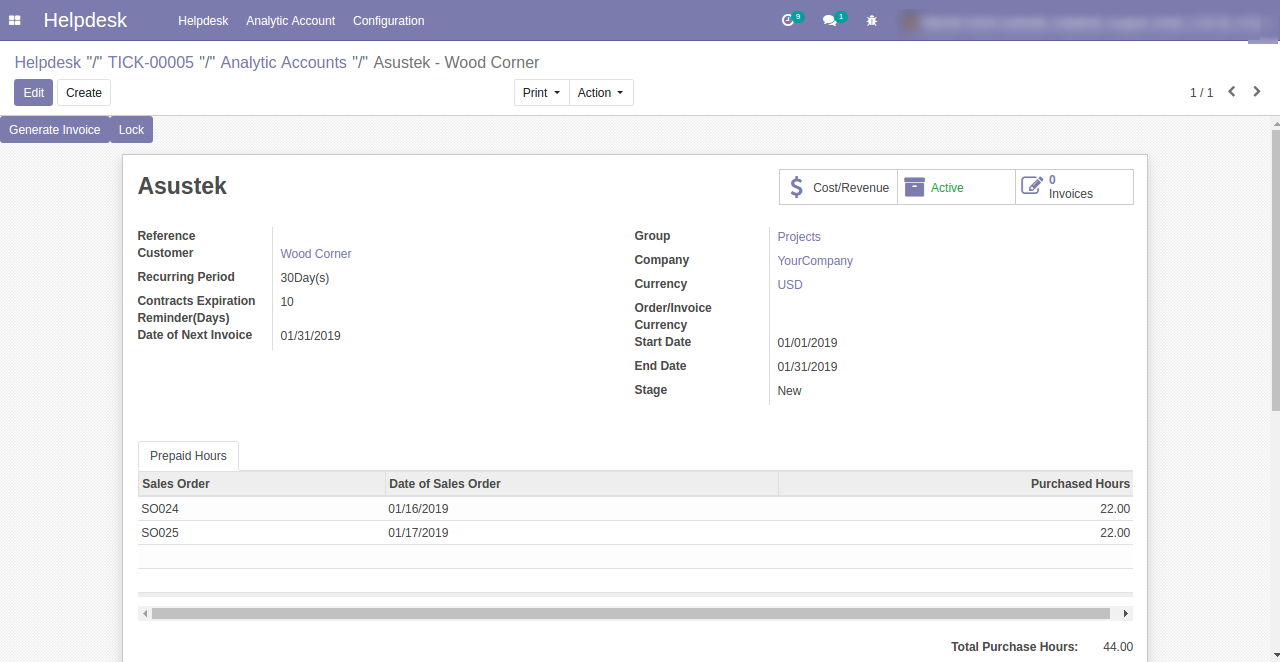 Helpdesk Helpdesk Analytic Account Configuration 9 1
Helpdesk "/" TICK-00005 "/" Analytic Accounts "/" Asustek - Wood Corner
Edit Create Print Action 1 / 1
Generate Invoice Lock
Asustek
Cost/Revenue
Active
0
Invoices
Reference
Customer Wood Corner
Recurring Period 30Day(s)
Contracts Expiration 10
Reminder(Days)
Date of Next Invoice 01/31/2019
Group Projects
Company YourCompany
Currency USD
Order/Invoice
Currency
Start Date 01/01/2019
End Date 01/31/2019
Stage New
Prepaid Hours
Sales Order Date of Sales Order Purchased Hours
SO024 01/16/2019 22.00
SO025 01/17/2019 22.00
Total Purchase Hours: 44.00